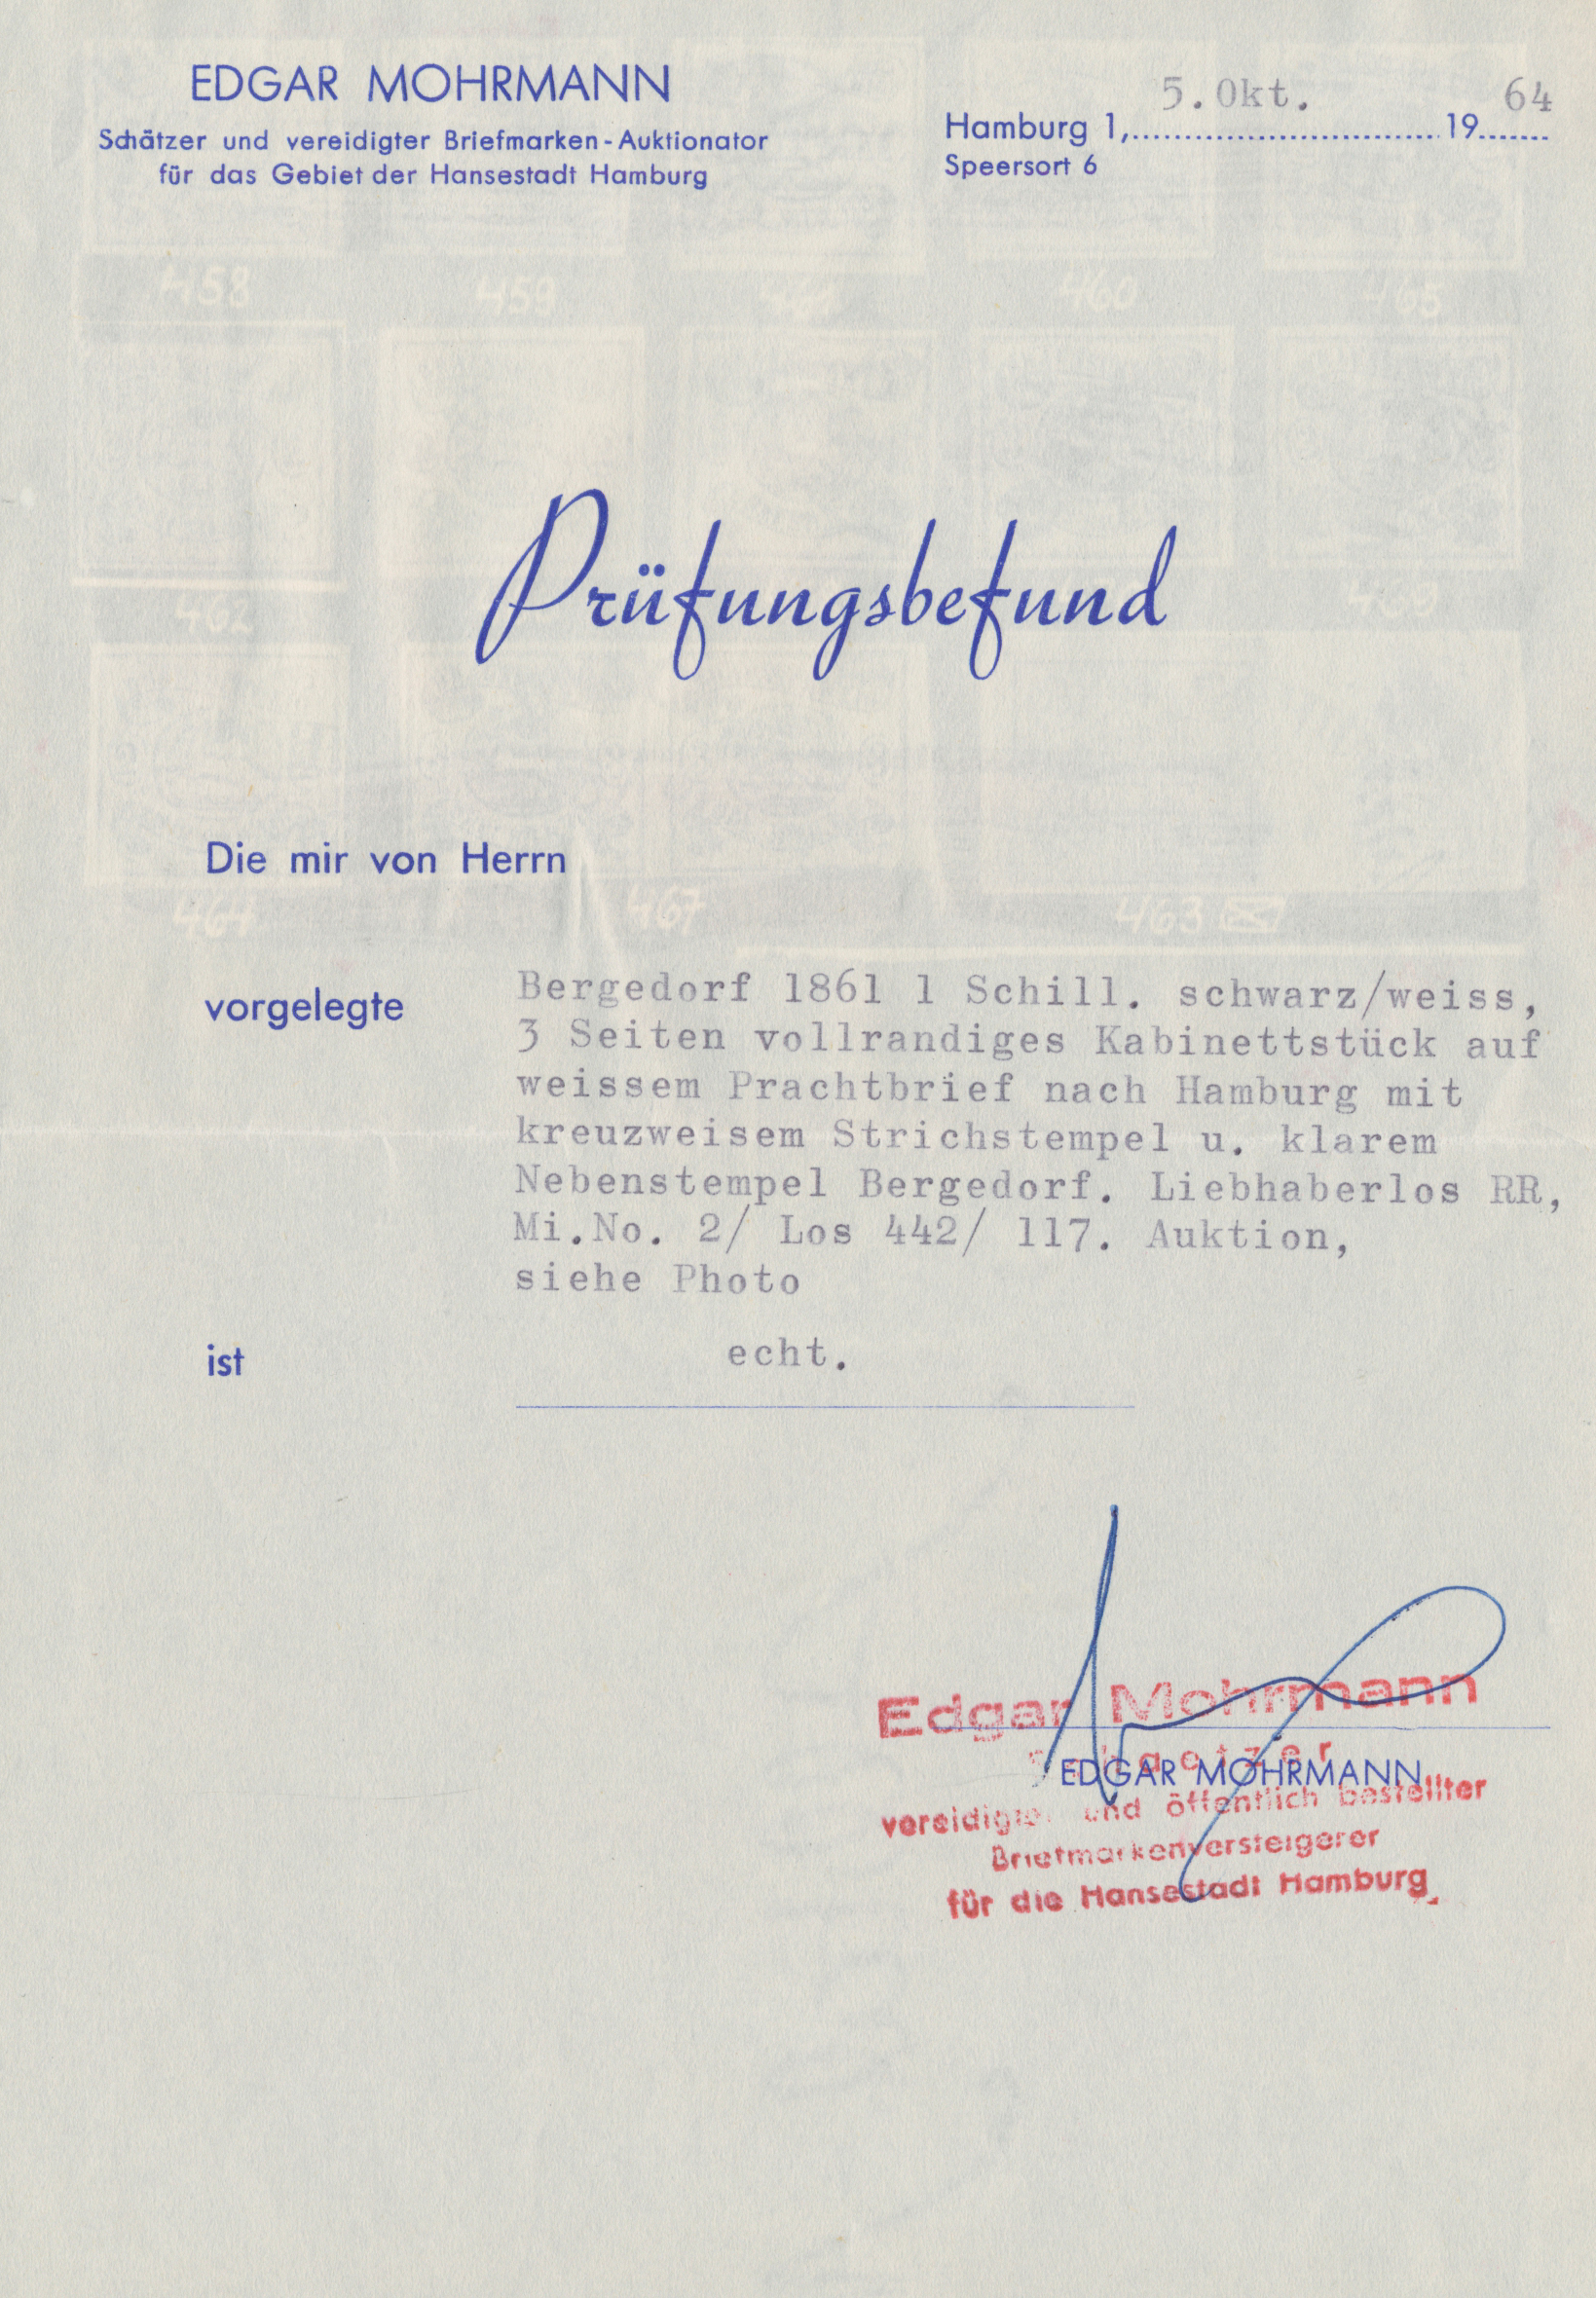 EDGAR MOHRMANN
Schätzer und vereidigter Briefmarken-Auktionator
für das Gebiet der Hansestadt Hamburg
Hamburg 1, 5.Okt. 1964
Speersort 6
458 459 460 465
Prüfungsbefund
462
Die mir von Herrn
464 467 463
vorgelegte Bergedorf 1861 1 Schill. schwarz/weiss,
3 Seiten vollrandiges Kabinettstück auf
weissem Prachtbrief nach Hamburg mit
kreuzweisem Strichstempel u. klarem
Nebenstempel Bergedorf. Liebhaberlos RR,
Mi.No. 2/ Los 442/ 117. Auktion,
siehe Photo
ist echt.
Edgar Mohrmann
EDGAR MOHRMANN
vereidigter und öffentlich bestellter
Briefmarkenversteigerer
für die Hansestadt Hamburg